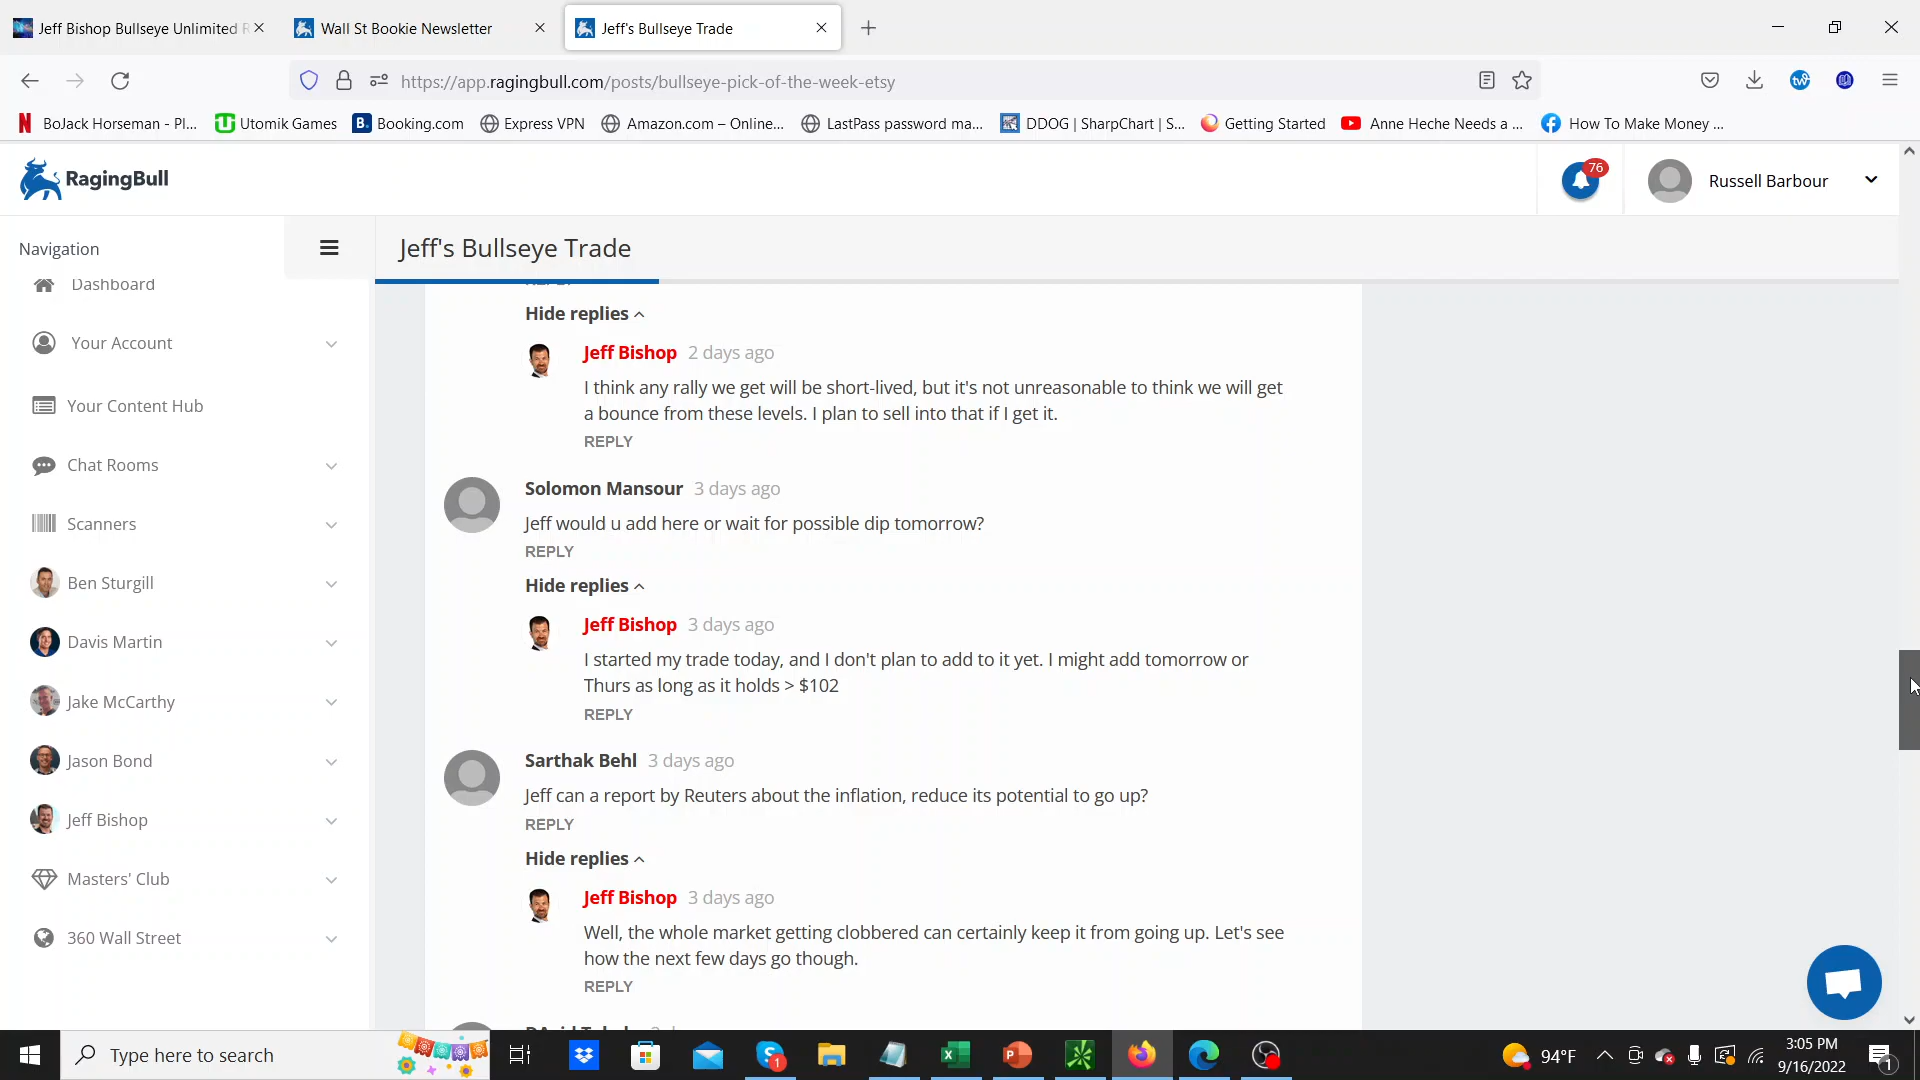 Jeff Bishop Bullseye Unlimited
Wall St Bookie Newsletter
Jeff's Bullseye Trade
https://app.ragingbull.com/posts/bullseye-pick-of-the-week-etsy
BoJack Horseman - Pl...
Utomik Games
Booking.com
Express VPN
Amazon.com – Online...
LastPass password ma...
DDOG | SharpChart | S...
Getting Started
Anne Heche Needs a ...
How To Make Money ...
RagingBull
76
Russell Barbour
Navigation
Jeff's Bullseye Trade
Dashboard
Your Account
Your Content Hub
Chat Rooms
Scanners
Ben Sturgill
Davis Martin
Jake McCarthy
Jason Bond
Jeff Bishop
Masters' Club
360 Wall Street
Hide replies
Jeff Bishop 2 days ago
I think any rally we get will be short-lived, but it's not unreasonable to think we will get
a bounce from these levels. I plan to sell into that if I get it.
REPLY
Solomon Mansour 3 days ago
Jeff would u add here or wait for possible dip tomorrow?
REPLY
Hide replies
Jeff Bishop 3 days ago
I started my trade today, and I don't plan to add to it yet. I might add tomorrow or
Thurs as long as it holds > $102
REPLY
Sarthak Behl 3 days ago
Jeff can a report by Reuters about the inflation, reduce its potential to go up?
REPLY
Hide replies
Jeff Bishop 3 days ago
Well, the whole market getting clobbered can certainly keep it from going up. Let's see
how the next few days go though.
REPLY
Type here to search
1
94°F
3:05 PM
9/16/2022
1